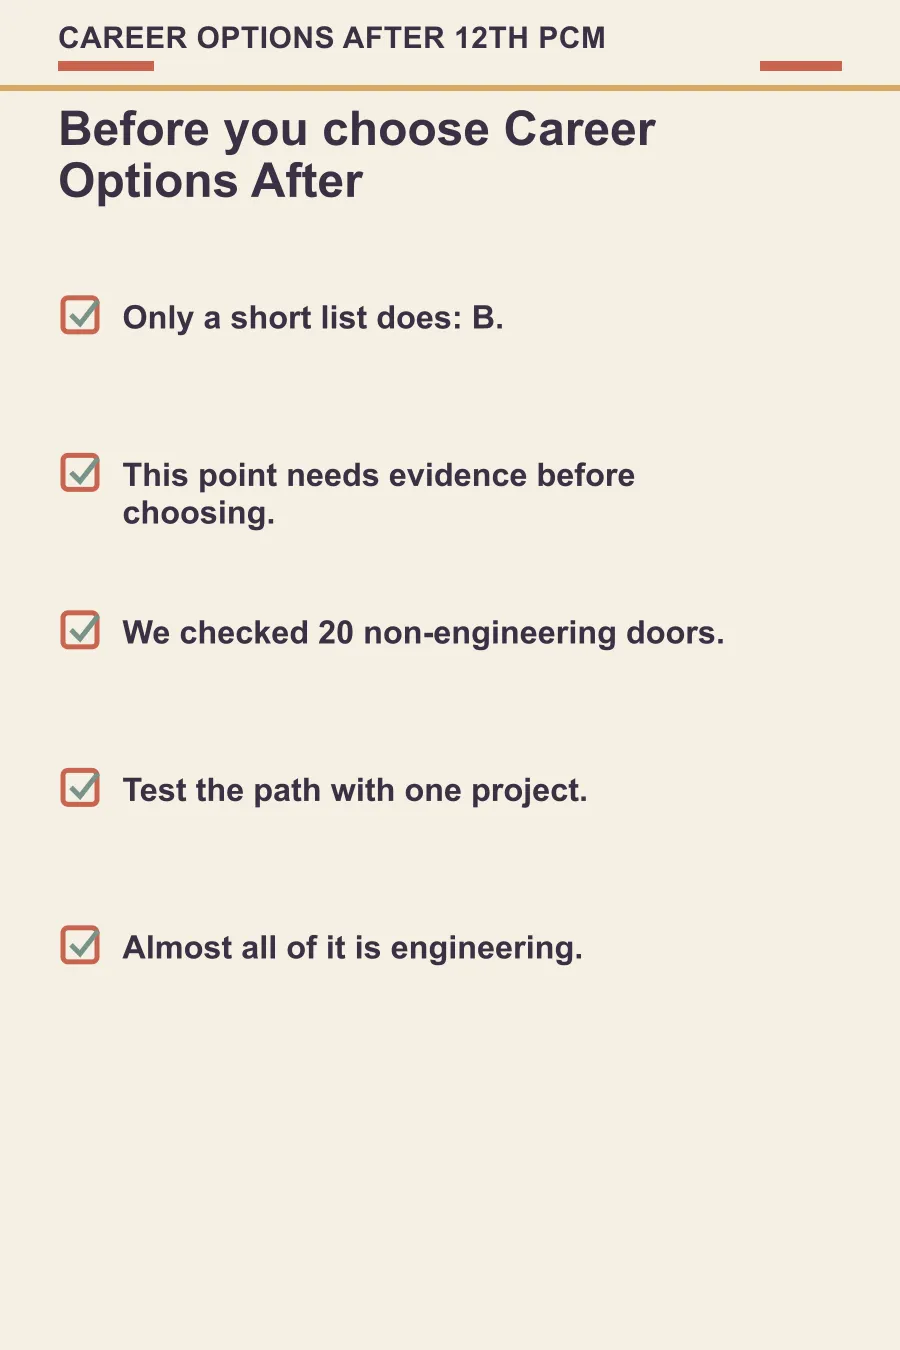 CAREER OPTIONS AFTER 12TH PCM
Before you choose Career
Options After
Only a short list does: B.
This point needs evidence before
choosing.
We checked 20 non-engineering doors.
Test the path with one project.
Almost all of it is engineering.